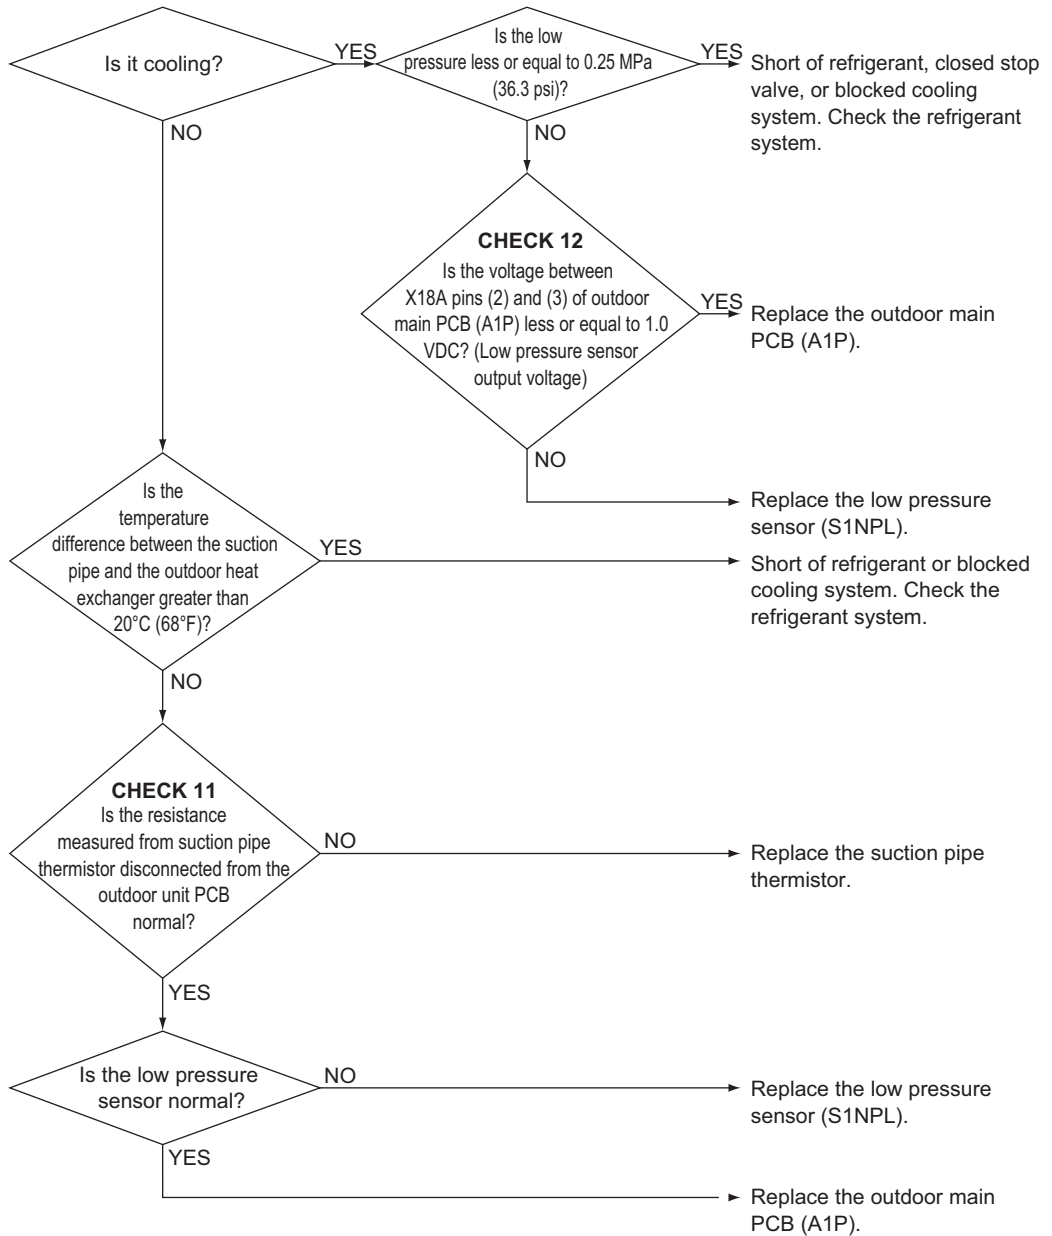 Is it cooling?
YES
Is the low
pressure less or equal to 0.25 MPa
(36.3 psi)?
YES
Short of refrigerant, closed stop
valve, or blocked cooling
system. Check the refrigerant
system.
NO
NO
CHECK 12
Is the voltage between
X18A pins (2) and (3) of outdoor
main PCB (A1P) less or equal to 1.0
VDC? (Low pressure sensor
output voltage)
YES
Replace the outdoor main
PCB (A1P).
NO
Replace the low pressure
sensor (S1NPL).
Is the
temperature
difference between the suction
pipe and the outdoor heat
exchanger greater than
20°C (68°F)?
YES
Short of refrigerant or blocked
cooling system. Check the
refrigerant system.
NO
CHECK 11
Is the resistance
measured from suction pipe
thermistor disconnected from the
outdoor unit PCB
normal?
NO
Replace the suction pipe
thermistor.
YES
Is the low pressure
sensor normal?
NO
Replace the low pressure
sensor (S1NPL).
YES
Replace the outdoor main
PCB (A1P).